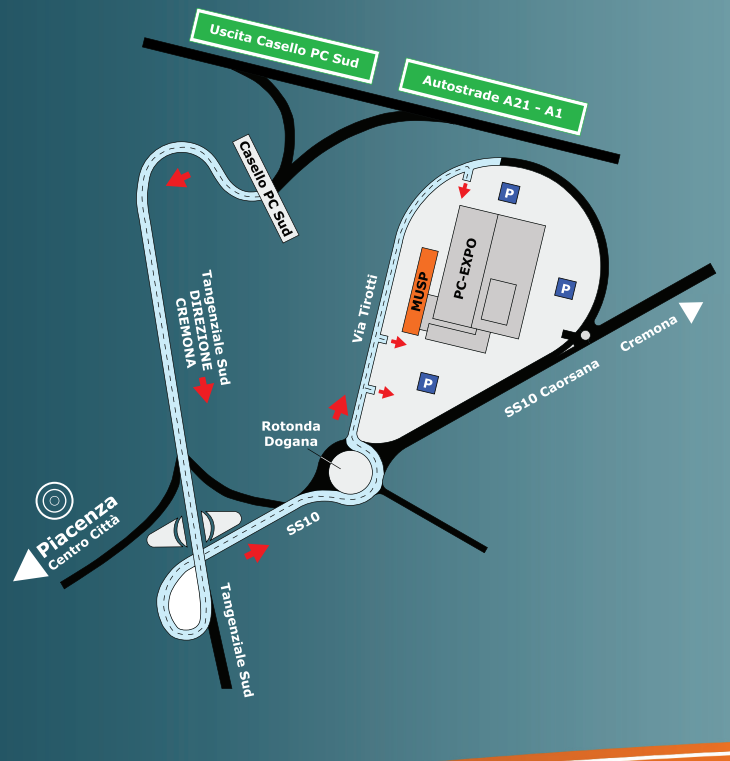 Uscita Casello PC Sud
Autostrade A21 - A1
Casello PC Sud
P
PC-EXPO
MUSP
P
Via Tirotti
Tangenziale Sud
DIREZIONE
CREMONA
Cremona
SS10 Caorsana
P
Rotonda
Dogana
Piacenza
Centro Città
SS10
Tangenziale Sud